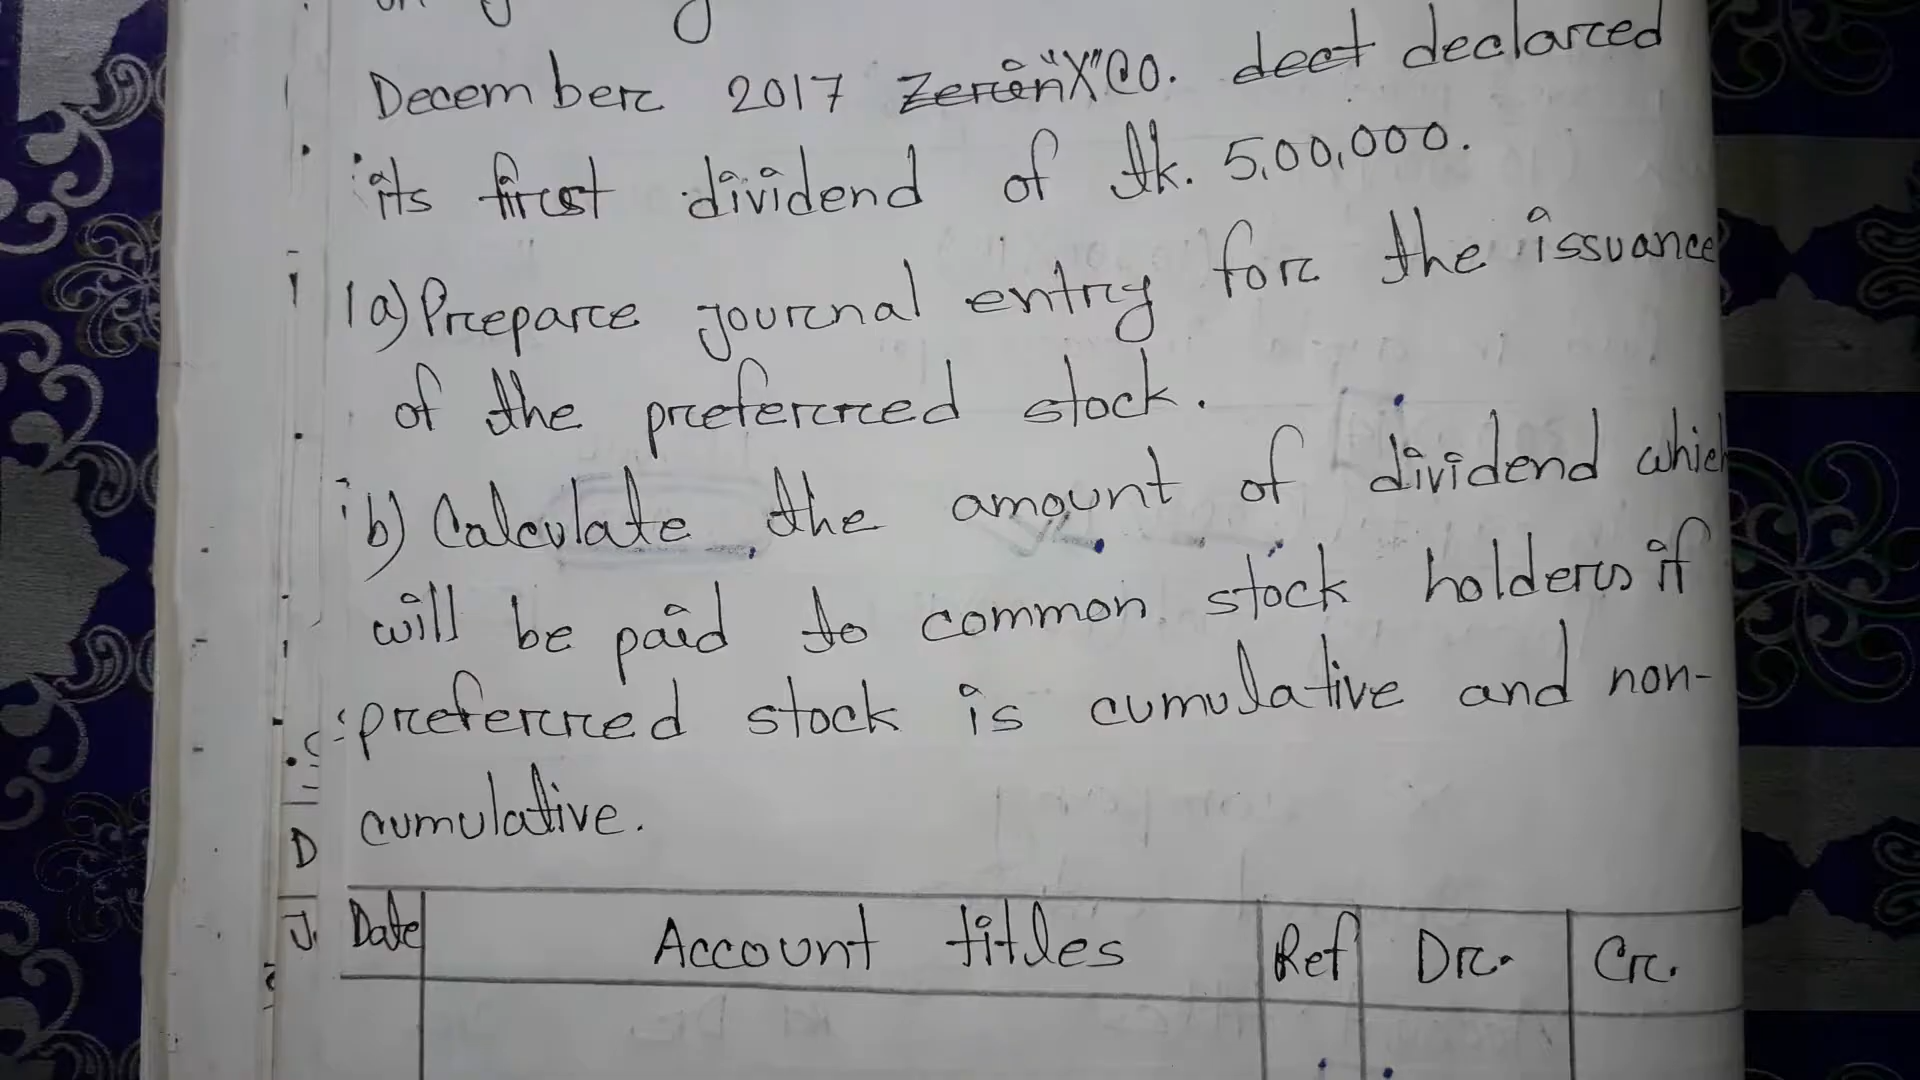 December 2017 Zeron "X" Co. deet declared
its first dividend of tk. 5,00,000.
a) Prepare journal entry for the issuance
of the preferred stock.
b) Calculate the amount of dividend which
will be paid to common stock holders if
preferred stock is cumulative and non-
cumulative.
Date Account titles Ref Dr. Cr.
D
J.